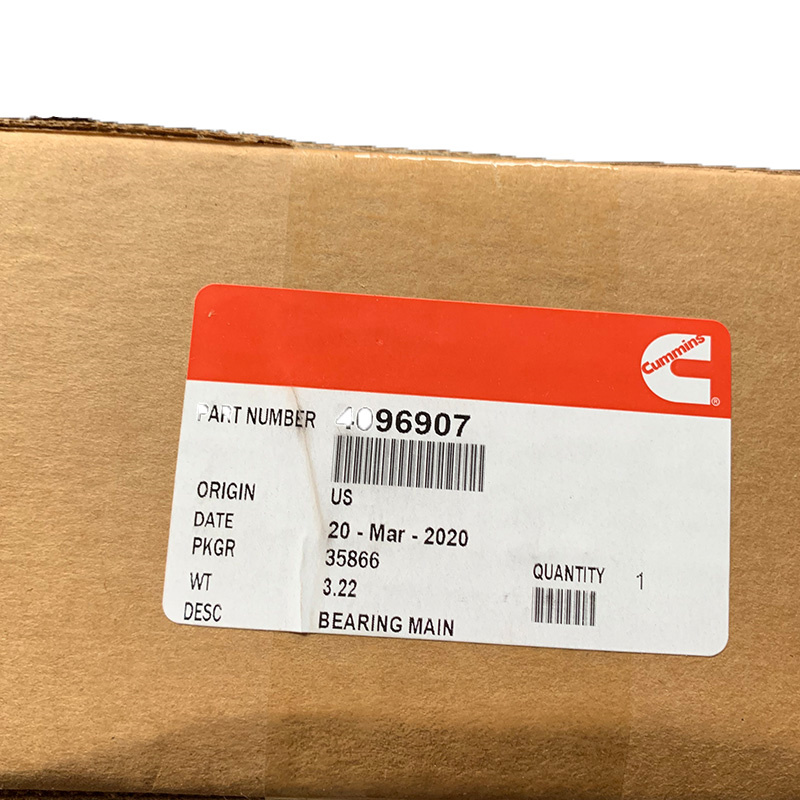 Cummins
®
PART NUMBER 4096907
ORIGIN US
DATE 20 - Mar - 2020
PKGR 35866
WT 3.22
QUANTITY 1
DESC BEARING MAIN